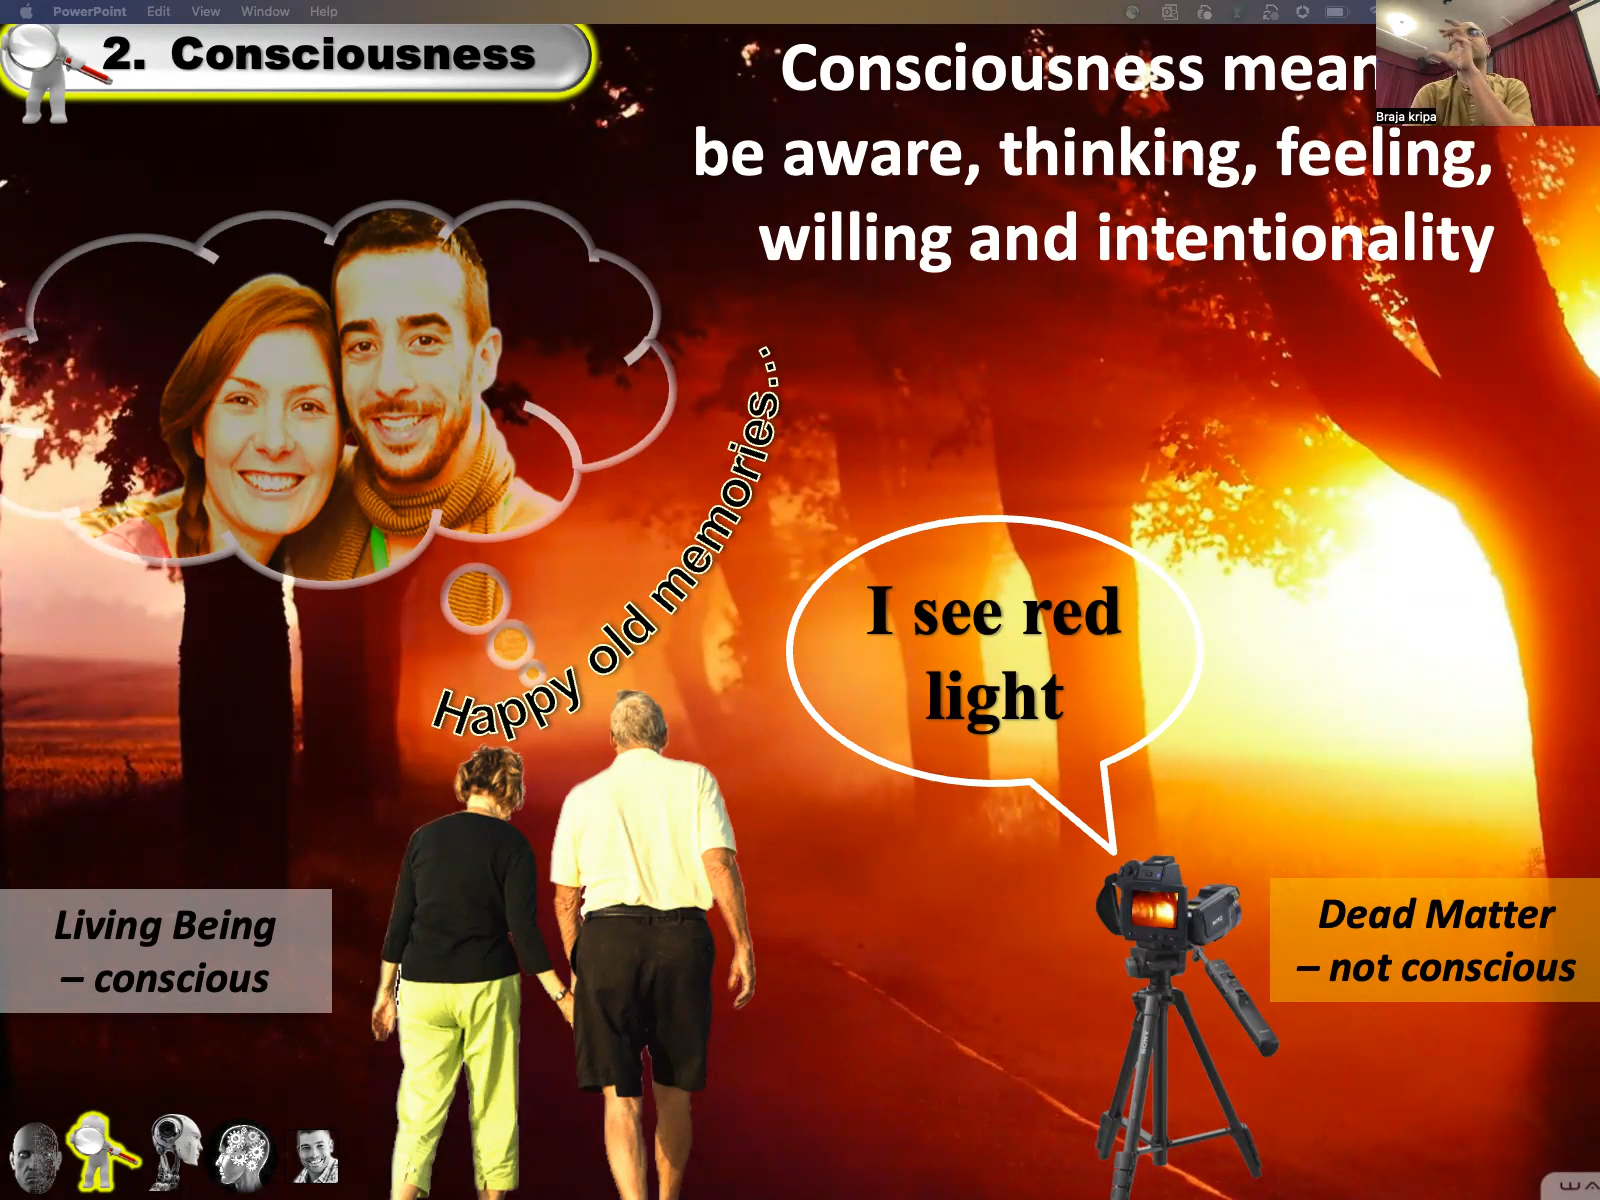 PowerPoint Edit View Window Help
2. Consciousness
Consciousness mean
be aware, thinking, feeling,
willing and intentionality
Braja kripa
Happy old memories...
I see red
light
Living Being
– conscious
Dead Matter
– not conscious
SONY